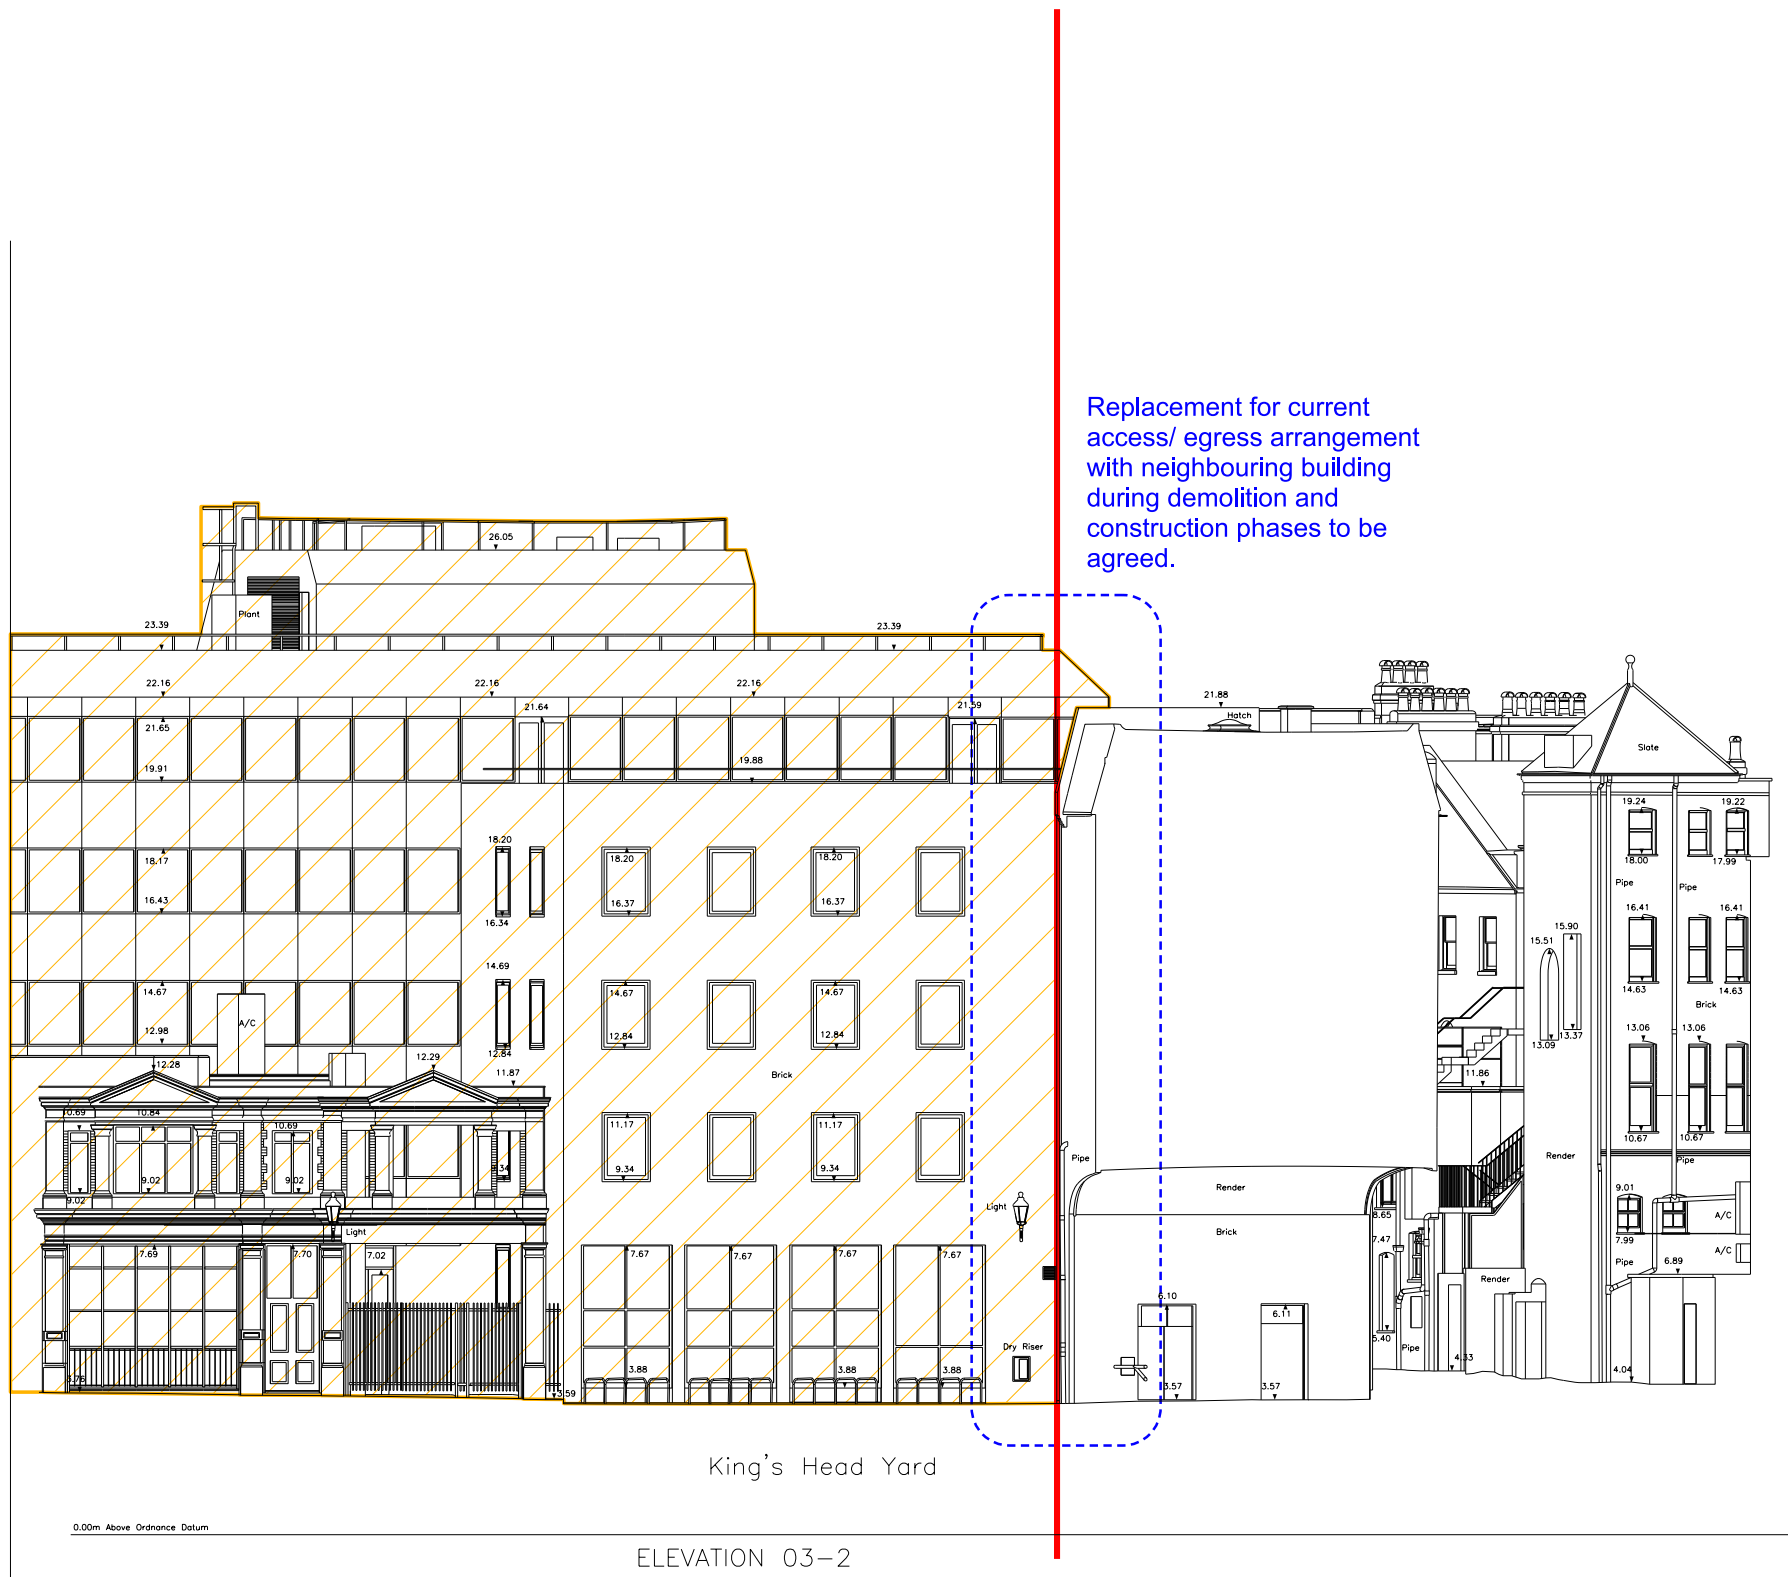 Replacement for current
access/ egress arrangement
with neighbouring building
during demolition and
construction phases to be
agreed.
26.05
Plant
23.39
23.39
22.16
22.16
22.16
21.64
21.59
21.88
Hatch
21.65
19.91
19.88
Slate
19.24
19.22
18.20
18.17
18.20
18.20
18.00
17.99
Pipe
Pipe
16.43
16.34
16.37
16.37
16.41
16.41
15.90
15.51
14.69
14.67
14.67
14.67
14.63
14.63
Brick
A/C
12.98
12.84
12.84
12.84
13.09
13.37
13.06
13.06
12.28
12.29
11.87
11.86
Brick
10.69
10.84
10.69
11.17
11.17
10.67
10.67
Pipe
Render
Pipe
9.02
9.02
9.02
9.34
9.34
9.34
Render
9.01
Light
Light
8.65
A/C
Brick
7.69
7.70
7.02
7.67
7.67
7.67
7.67
7.47
7.99
A/C
Pipe
6.89
Render
6.10
6.11
5.40
Pipe
Dry Riser
4.33
4.04
3.76
3.59
3.88
3.88
3.88
3.57
3.57
King's Head Yard
0.00m Above Ordnance Datum
ELEVATION 03-2